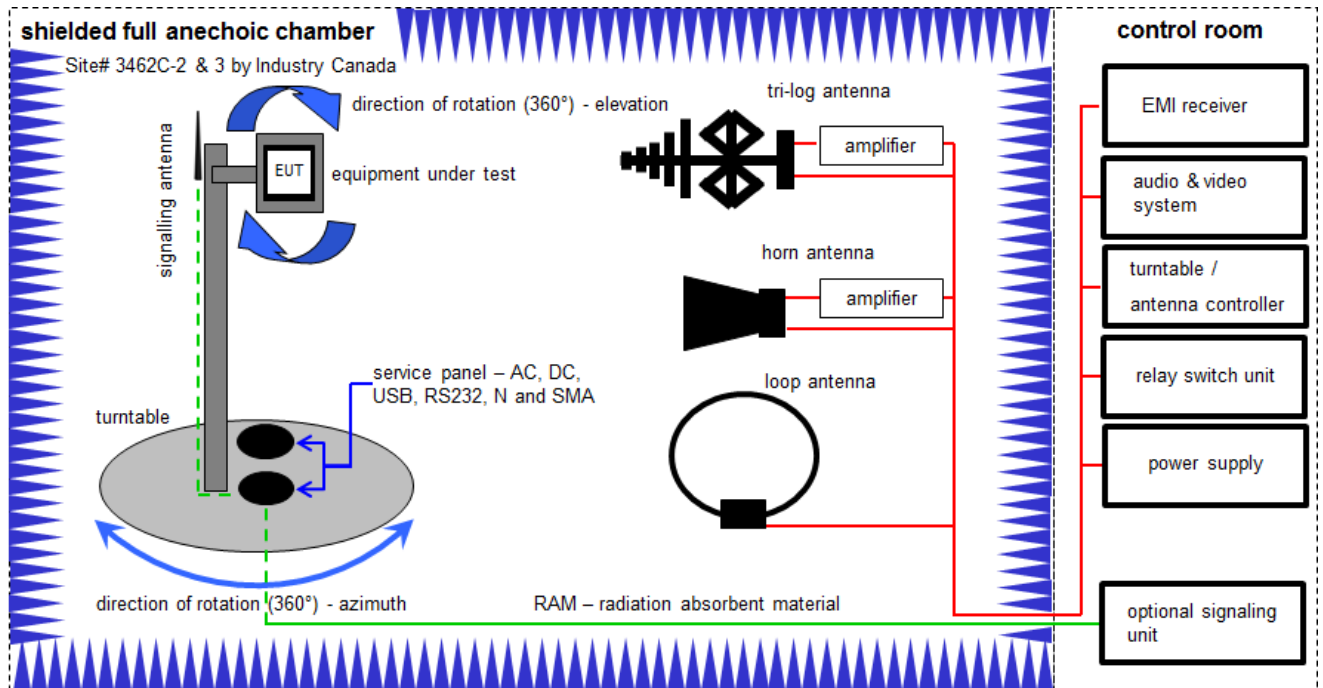 shielded full anechoic chamber
Site# 3462C-2 & 3 by Industry Canada
direction of rotation (360°) - elevation
signalling antenna
EUT
equipment under test
tri-log antenna
amplifier
horn antenna
amplifier
loop antenna
service panel – AC, DC,
USB, RS232, N and SMA
turntable
direction of rotation (360°) - azimuth
RAM – radiation absorbent material
control room
EMI receiver
audio & video
system
turntable /
antenna controller
relay switch unit
power supply
optional signaling
unit